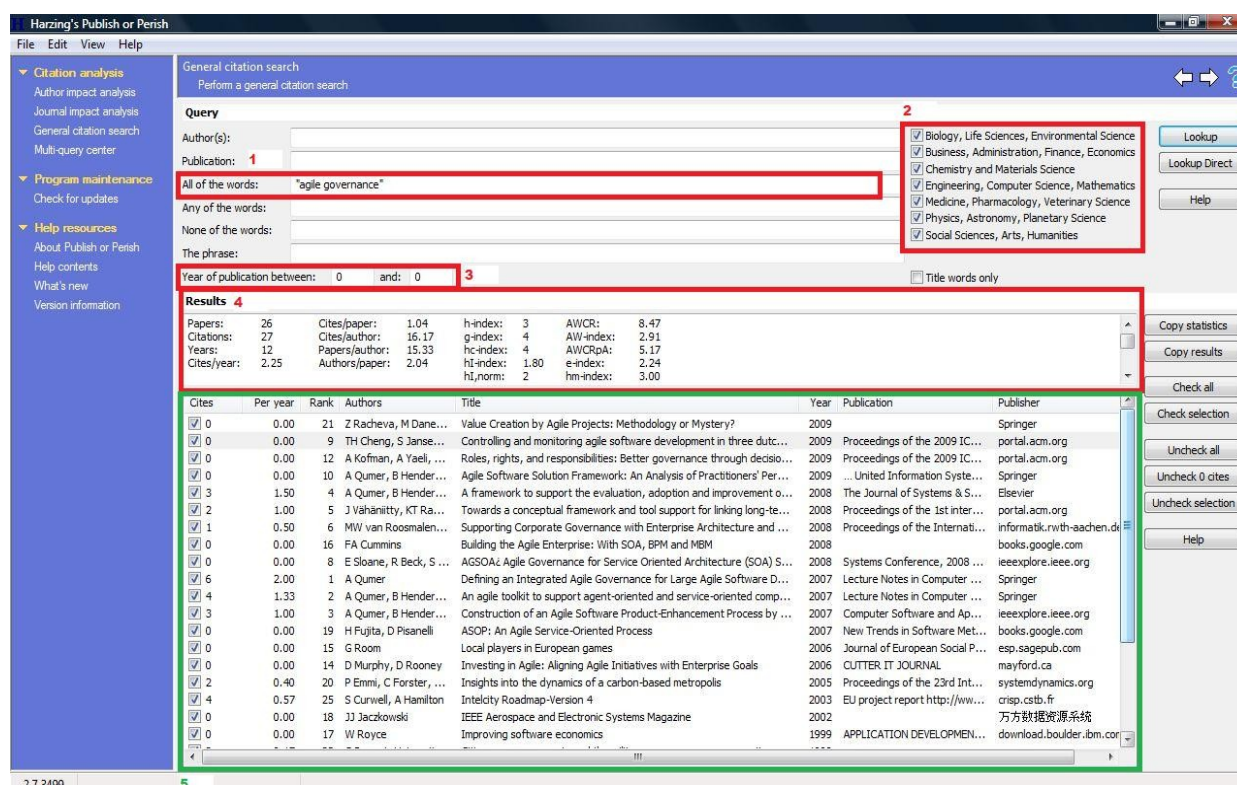 Harzing's Publish or Perish
File Edit View Help
Citation analysis
Author impact analysis
Journal impact analysis
General citation search
Multi-query center
Program maintenance
Check for updates
Help resources
About Publish or Perish
Help contents
What's new
Version information
General citation search
Perform a general citation search
Query
Author(s):
Publication: 1
All of the words: "agile governance"
Any of the words:
None of the words:
The phrase:
Year of publication between: 0 and: 0 3
2
Biology, Life Sciences, Environmental Science
Business, Administration, Finance, Economics
Chemistry and Materials Science
Engineering, Computer Science, Mathematics
Medicine, Pharmacology, Veterinary Science
Physics, Astronomy, Planetary Science
Social Sciences, Arts, Humanities
Title words only
Lookup
Lookup Direct
Help
Results 4
Papers: 26 Cites/paper: 1.04 h-index: 3 AWCR: 8.47
Citations: 27 Cites/author: 16.17 g-index: 4 AW-index: 2.91
Years: 12 Papers/author: 15.33 hc-index: 4 AWCRpA: 5.17
Cites/year: 2.25 Authors/paper: 2.04 hI-index: 1.80 e-index: 2.24
hI,norm: 2 hm-index: 3.00
Copy statistics
Copy results
Check all
Check selection
Uncheck all
Uncheck 0 cites
Uncheck selection
Help
Cites Per year Rank Authors Title Year Publication Publisher
0 0.00 21 Z Racheva, M Dane... Value Creation by Agile Projects: Methodology or Mystery? 2009 Springer
0 0.00 9 TH Cheng, S Janse... Controlling and monitoring agile software development in three dutc... 2009 Proceedings of the 2009 IC... portal.acm.org
0 0.00 12 A Kofman, A Yaeli, ... Roles, rights, and responsibilities: Better governance through decisio... 2009 Proceedings of the 2009 IC... portal.acm.org
0 0.00 10 A Qumer, B Hender... Agile Software Solution Framework: An Analysis of Practitioners' Per... 2009 ... United Information Syste... Springer
3 1.50 4 A Qumer, B Hender... A framework to support the evaluation, adoption and improvement o... 2008 The Journal of Systems & S... Elsevier
2 1.00 5 J Vähäniitty, KT Ra... Towards a conceptual framework and tool support for linking long-te... 2008 Proceedings of the 1st inter... portal.acm.org
1 0.50 6 MW van Roosmalen... Supporting Corporate Governance with Enterprise Architecture and ... 2008 Proceedings of the Internati... informatik.rwth-aachen.de
0 0.00 16 FA Cummins Building the Agile Enterprise: With SOA, BPM and MBM 2008 books.google.com
0 0.00 8 E Sloane, R Beck, S ... AGSOA¿ Agile Governance for Service Oriented Architecture (SOA) S... 2008 Systems Conference, 2008 ... ieeexplore.ieee.org
6 2.00 1 A Qumer Defining an Integrated Agile Governance for Large Agile Software D... 2007 Lecture Notes in Computer ... Springer
4 1.33 2 A Qumer, B Hender... An agile toolkit to support agent-oriented and service-oriented comp... 2007 Lecture Notes in Computer ... Springer
3 1.00 3 A Qumer, B Hender... Construction of an Agile Software Product-Enhancement Process by ... 2007 Computer Software and Ap... ieeexplore.ieee.org
0 0.00 19 H Fujita, D Pisanelli ASOP: An Agile Service-Oriented Process 2007 New Trends in Software Met... books.google.com
0 0.00 15 G Room Local players in European games 2006 Journal of European Social P... esp.sagepub.com
0 0.00 14 D Murphy, D Rooney Investing in Agile: Aligning Agile Initiatives with Enterprise Goals 2006 CUTTER IT JOURNAL mayford.ca
2 0.40 20 P Emmi, C Forster, ... Insights into the dynamics of a carbon-based metropolis 2005 Proceedings of the 23rd Int... systemdynamics.org
4 0.57 25 S Curwell, A Hamilton Intelcity Roadmap-Version 4 2003 EU project report http://ww... crisp.cstb.fr
0 0.00 18 JJ Jaczkowski IEEE Aerospace and Electronic Systems Magazine 2002 万方数据资源系统
0 0.00 17 W Royce Improving software economics 1999 APPLICATION DEVELOPMEN... download.boulder.ibm.com
2.7.3499 5